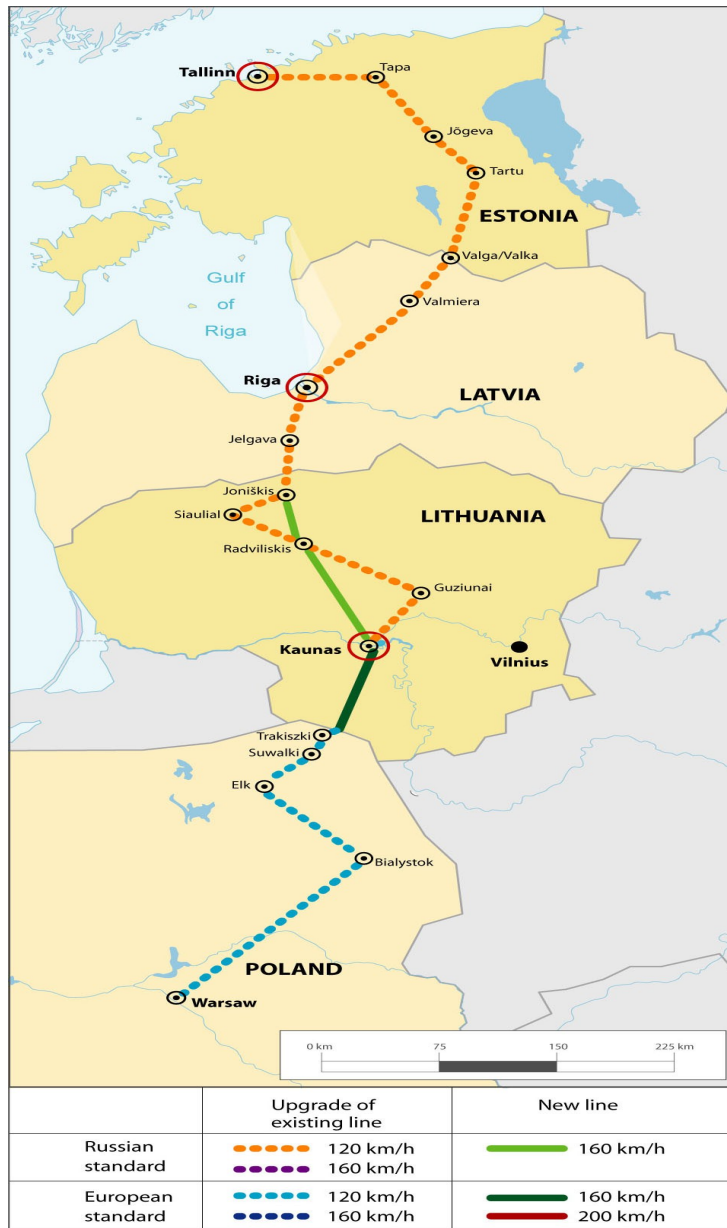 Tallinn
Tapa
Jõgeva
Tartu
ESTONIA
Valga/Valka
Gulf
of
Riga
Valmiera
Riga
LATVIA
Jelgava
Joniškis
Siaulial
LITHUANIA
Radviliskis
Guziunai
Kaunas
Vilnius
Trakiszki
Suwalki
Elk
Bialystok
POLAND
Warsaw
0 km 75 150 225 km
Upgrade of
existing line
New line
Russian
standard
120 km/h
160 km/h
160 km/h
European
standard
120 km/h
160 km/h
160 km/h
200 km/h